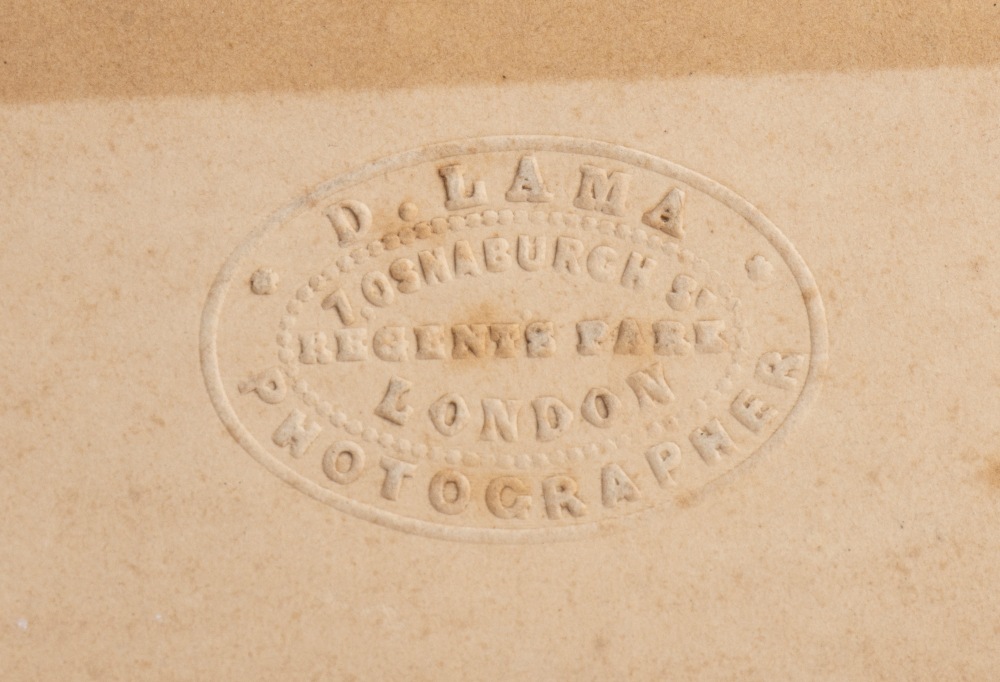 D. LAMA
7 OSNABURGH ST
REGENTS PARK
LONDON
PHOTOGRAPHER